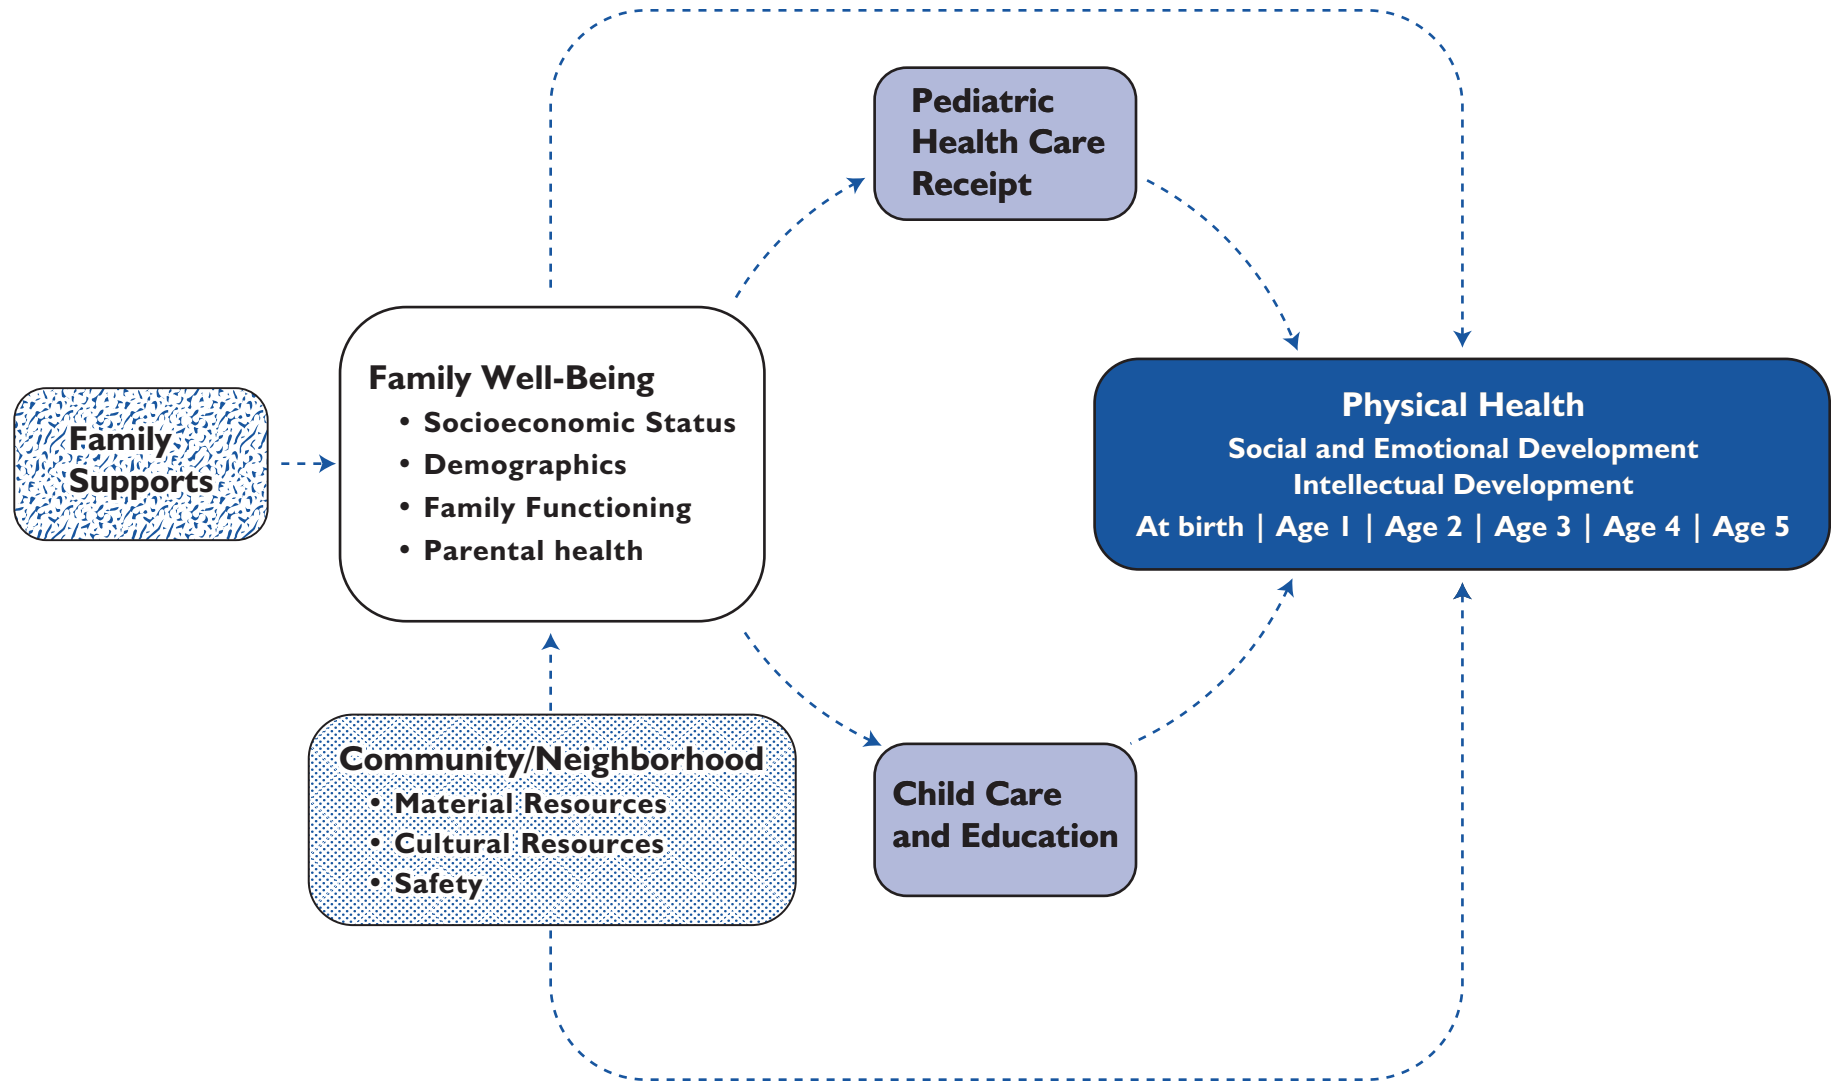 Pediatric
Health Care
Receipt
Family Well-Being
• Socioeconomic Status
• Demographics
• Family Functioning
• Parental health
Family
Supports
Physical Health
Social and Emotional Development
Intellectual Development
At birth | Age 1 | Age 2 | Age 3 | Age 4 | Age 5
Community/Neighborhood
• Material Resources
• Cultural Resources
• Safety
Child Care
and Education